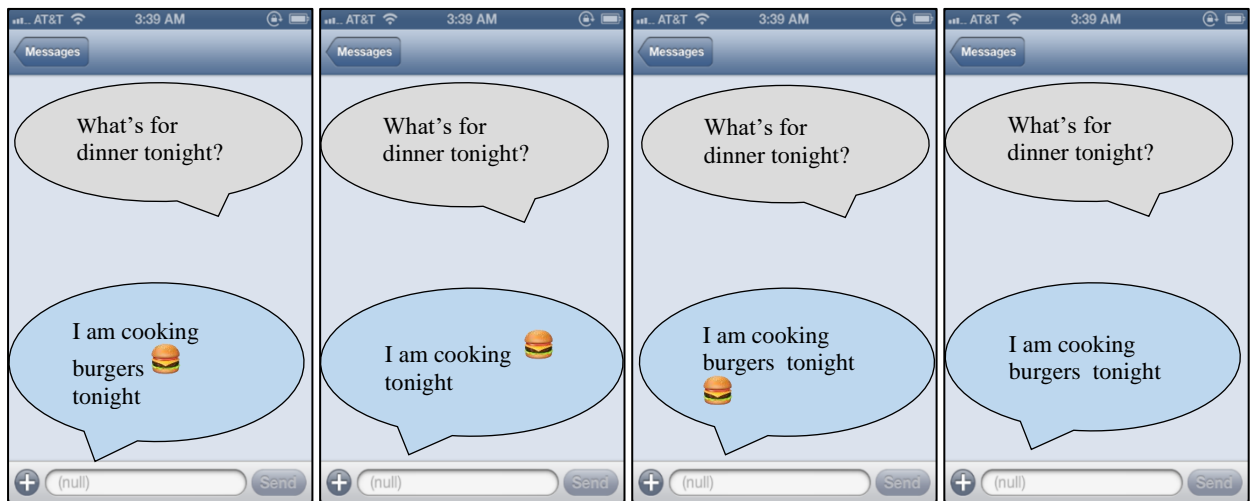 AT&T 3:39 AM
Messages
What’s for
dinner tonight?
I am cooking
burgers 🍔
tonight
(null) Send
AT&T 3:39 AM
Messages
What’s for
dinner tonight?
I am cooking 🍔
tonight
(null) Send
AT&T 3:39 AM
Messages
What’s for
dinner tonight?
I am cooking
burgers tonight
🍔
(null) Send
AT&T 3:39 AM
Messages
What’s for
dinner tonight?
I am cooking
burgers tonight
(null) Send